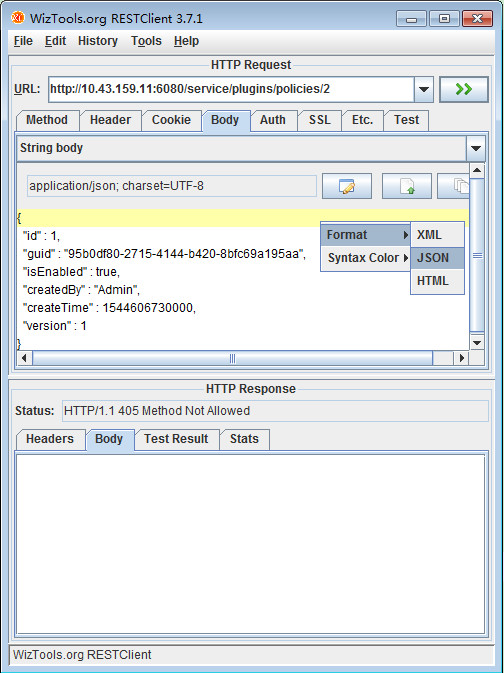 WizTools.org RESTClient 3.7.1
File Edit History Tools Help
HTTP Request
URL: http://10.43.159.11:6080/service/plugins/policies/2
Method Header Cookie Body Auth SSL Etc. Test
String body
application/json; charset=UTF-8
{
"id" : 1,
"guid" : "95b0df80-2715-4144-b420-8bfc69a195aa",
"isEnabled" : true,
"createdBy" : "Admin",
"createTime" : 1544606730000,
"version" : 1
}
Format
Syntax Color
XML
JSON
HTML
HTTP Response
Status: HTTP/1.1 405 Method Not Allowed
Headers Body Test Result Stats
WizTools.org RESTClient